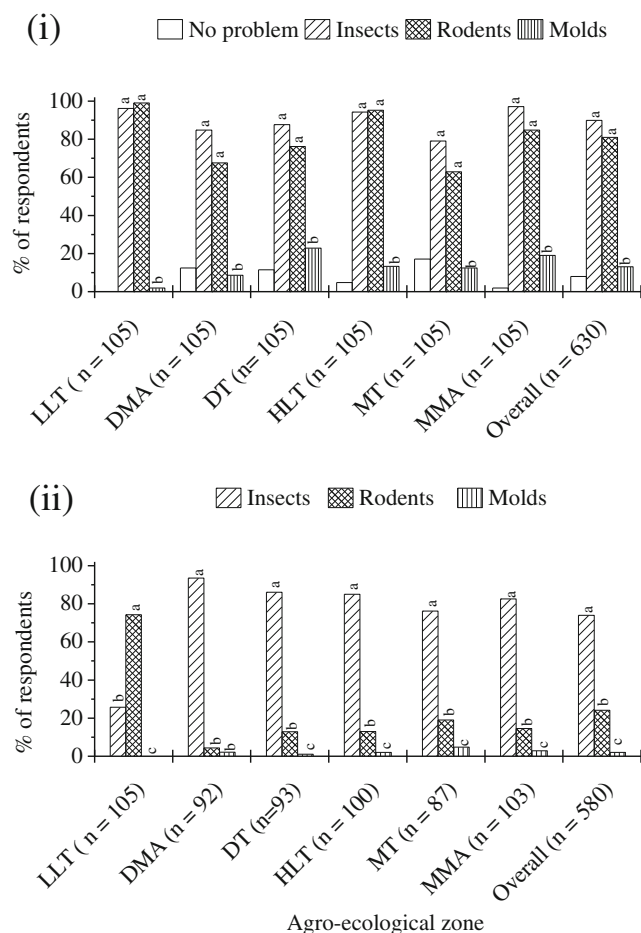 (i)
No problem Insects Rodents Molds
% of respondents
100
80
60
40
20
0
a a b
a a b
a a b
a a b
a a b
a a b
a a b
LLT ( n = 105)
DMA (n = 105)
DT (n= 105)
HLT (n = 105)
MT (n = 105)
MMA (n = 105)
Overall (n = 630)
(ii)
Insects Rodents Molds
% of respondents
100
80
60
40
20
0
b a c
a b b
a b c
a b c
a b c
a b c
a b c
LLT ( n = 105)
DMA (n = 92)
DT (n=93)
HLT (n = 100)
MT (n = 87)
MMA (n = 103)
Overall (n = 580)
Agro-ecological zone